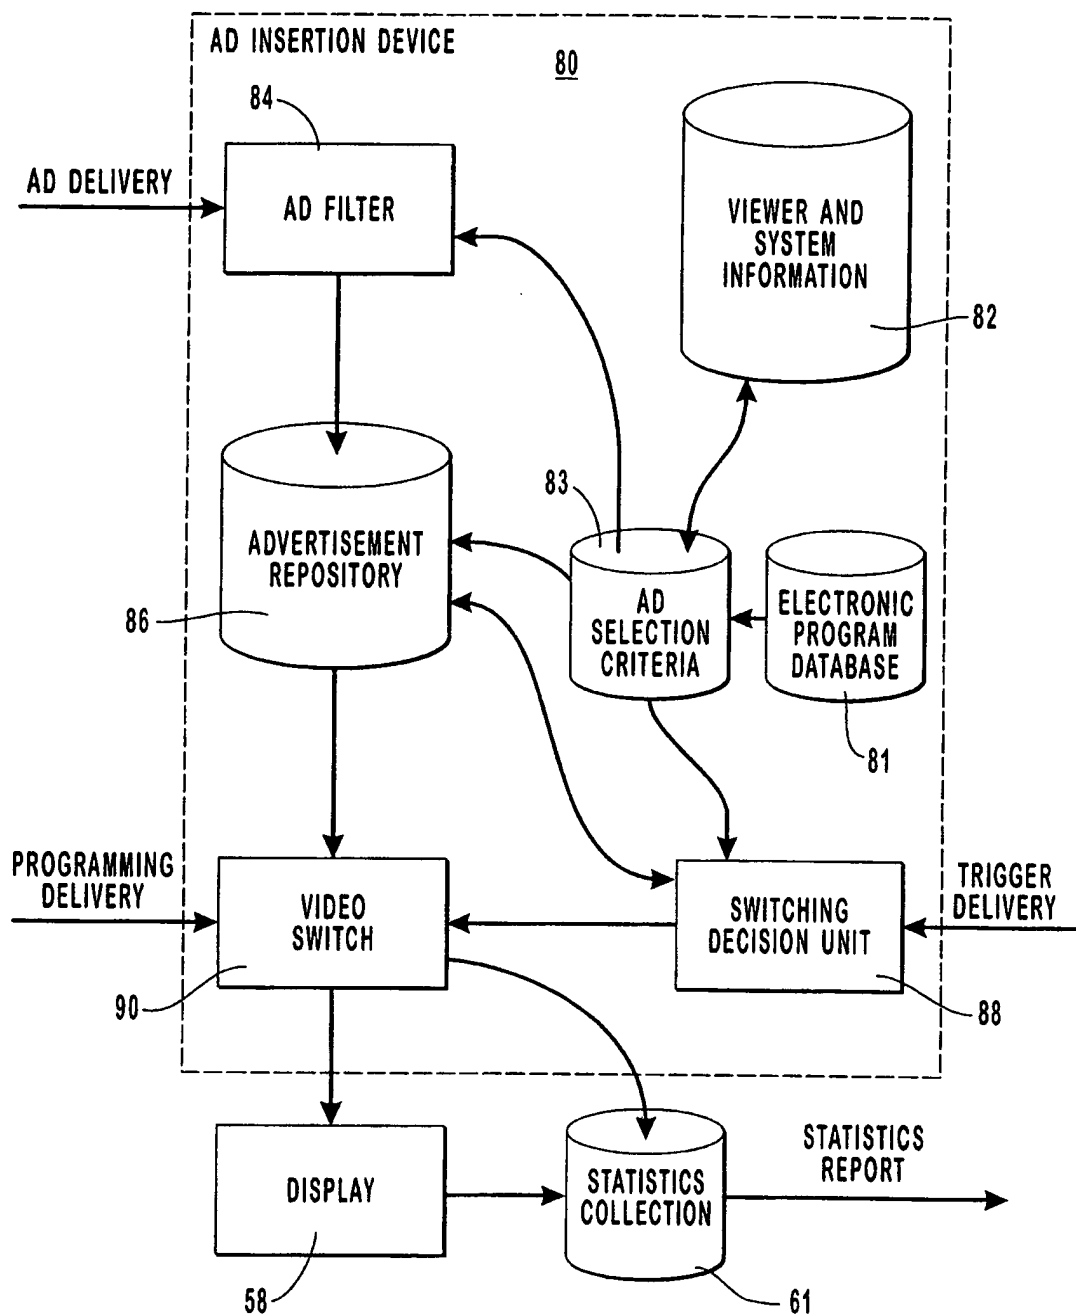 AD INSERTION DEVICE
80
84
AD DELIVERY
AD FILTER
VIEWER AND
SYSTEM
INFORMATION
82
83
ADVERTISEMENT
REPOSITORY
86
AD
SELECTION
CRITERIA
ELECTRONIC
PROGRAM
DATABASE
81
PROGRAMMING
DELIVERY
VIDEO
SWITCH
90
SWITCHING
DECISION UNIT
88
TRIGGER
DELIVERY
DISPLAY
58
STATISTICS
COLLECTION
61
STATISTICS
REPORT